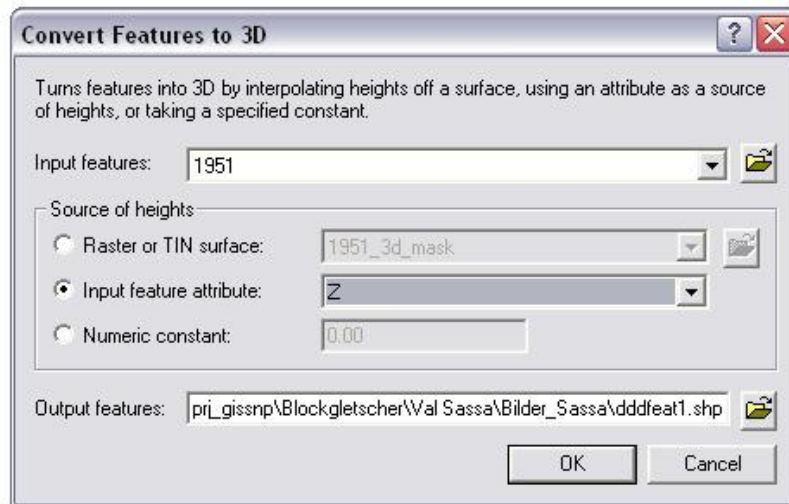 Convert Features to 3D
?
Turns features into 3D by interpolating heights off a surface, using an attribute as a source
of heights, or taking a specified constant.
Input features: 1951
Source of heights
Raster or TIN surface: 1951_3d_mask
Input feature attribute: Z
Numeric constant: 0.00
Output features: prj_gissnp\Blockgletscher\Val Sassa\Bilder_Sassa\dddfeat1.shp
OK Cancel